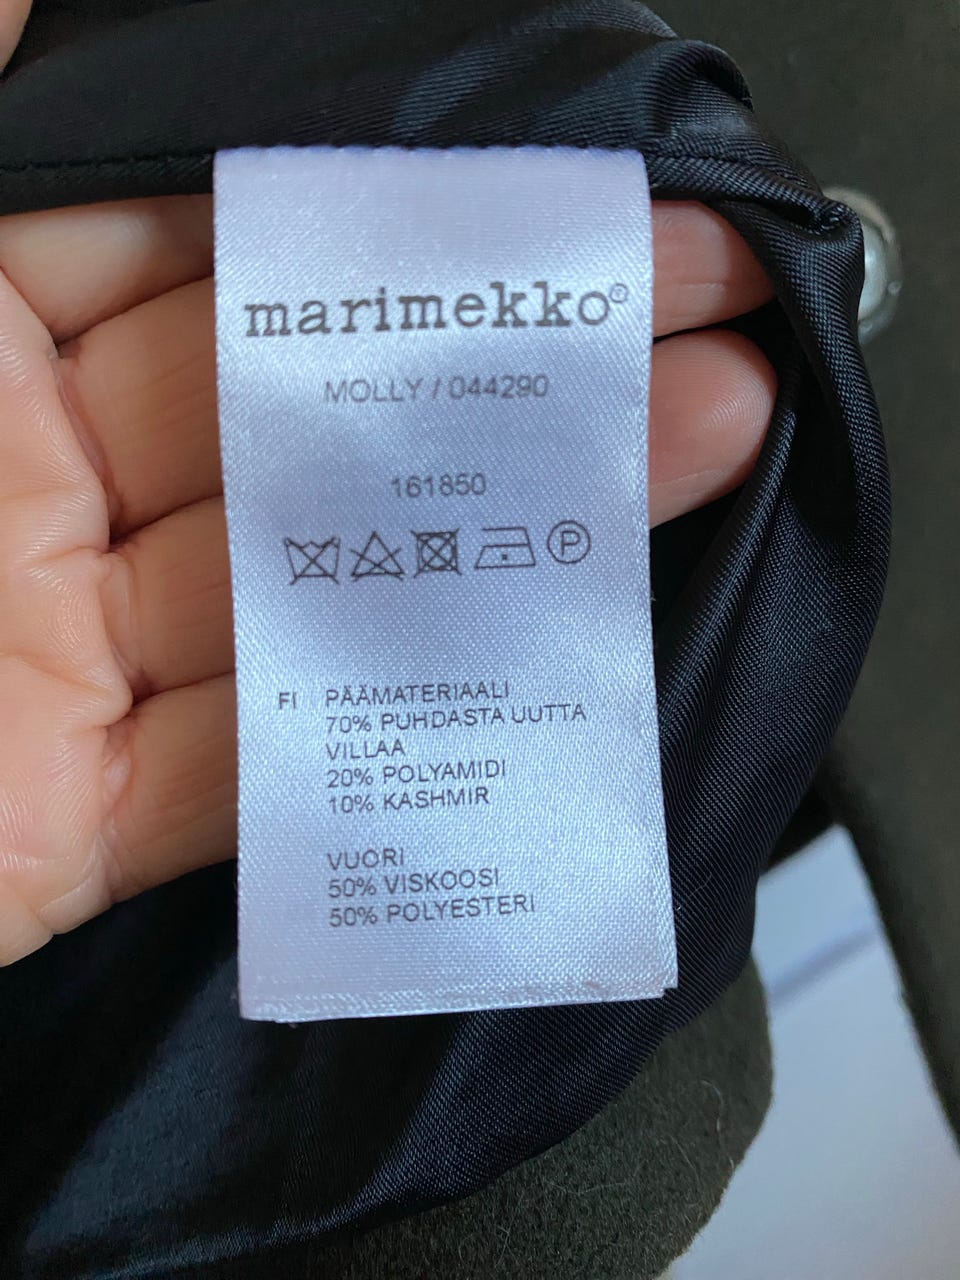 marimekko®
MOLLY / 044290
161850
P
FI PÄÄMATERIAALI
70% PUHDASTA UUTTA
VILLAA
20% POLYAMIDI
10% KASHMIR
VUORI
50% VISKOOSI
50% POLYESTERI